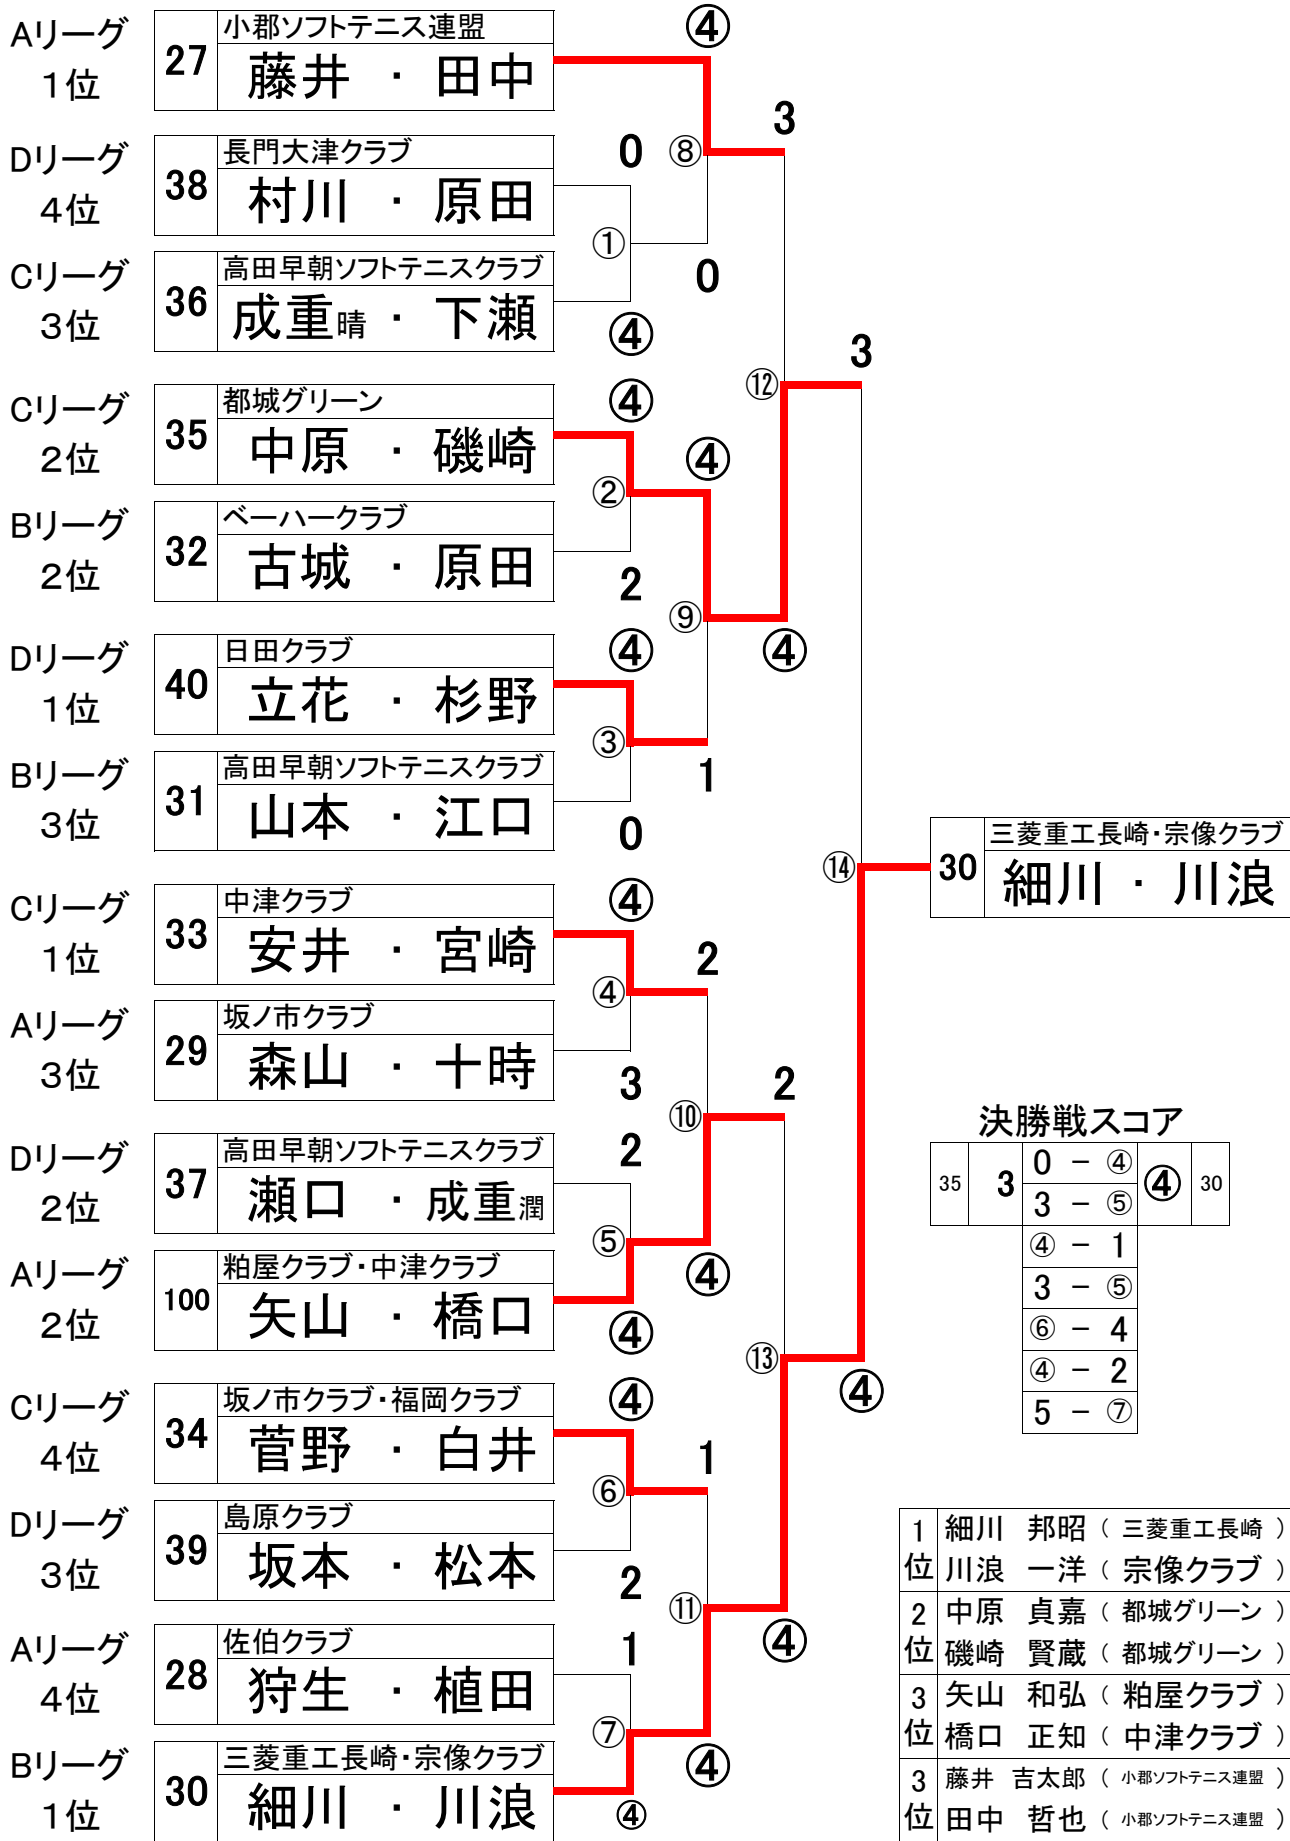 Aリーグ
1位
27
小郡ソフトテニス連盟
藤井 ・ 田中
④
3
⑧
Dリーグ
4位
38
長門大津クラブ
村川 ・ 原田
0
①
0
Cリーグ
3位
36
高田早朝ソフトテニスクラブ
成重晴 ・ 下瀬
④
3
⑫
Cリーグ
2位
35
都城グリーン
中原 ・ 磯崎
④
④
②
Bリーグ
2位
32
ベーハークラブ
古城 ・ 原田
2
⑨
④
Dリーグ
1位
40
日田クラブ
立花 ・ 杉野
④
③
1
Bリーグ
3位
31
高田早朝ソフトテニスクラブ
山本 ・ 江口
0
⑭
30
三菱重工長崎・宗像クラブ
細川 ・ 川浪
Cリーグ
1位
33
中津クラブ
安井 ・ 宮崎
④
2
④
Aリーグ
3位
29
坂ノ市クラブ
森山 ・ 十時
3
⑩
2
Dリーグ
2位
37
高田早朝ソフトテニスクラブ
瀬口 ・ 成重潤
2
⑤
④
Aリーグ
2位
100
粕屋クラブ・中津クラブ
矢山 ・ 橋口
④
⑬
④
Cリーグ
4位
34
坂ノ市クラブ・福岡クラブ
菅野 ・ 白井
④
1
⑥
Dリーグ
3位
39
島原クラブ
坂本 ・ 松本
2
⑪
④
Aリーグ
4位
28
佐伯クラブ
狩生 ・ 植田
1
⑦
④
Bリーグ
1位
30
三菱重工長崎・宗像クラブ
細川 ・ 川浪
④
決勝戦スコア
35 3 0 - ④ ④ 30
3 - ⑤
④ - 1
3 - ⑤
⑥ - 4
④ - 2
5 - ⑦
1位
細川 邦昭 ( 三菱重工長崎 )
川浪 一洋 ( 宗像クラブ )
2位
中原 貞嘉 ( 都城グリーン )
磯崎 賢蔵 ( 都城グリーン )
3位
矢山 和弘 ( 粕屋クラブ )
橋口 正知 ( 中津クラブ )
3位
藤井 吉太郎 ( 小郡ソフトテニス連盟 )
田中 哲也 ( 小郡ソフトテニス連盟 )